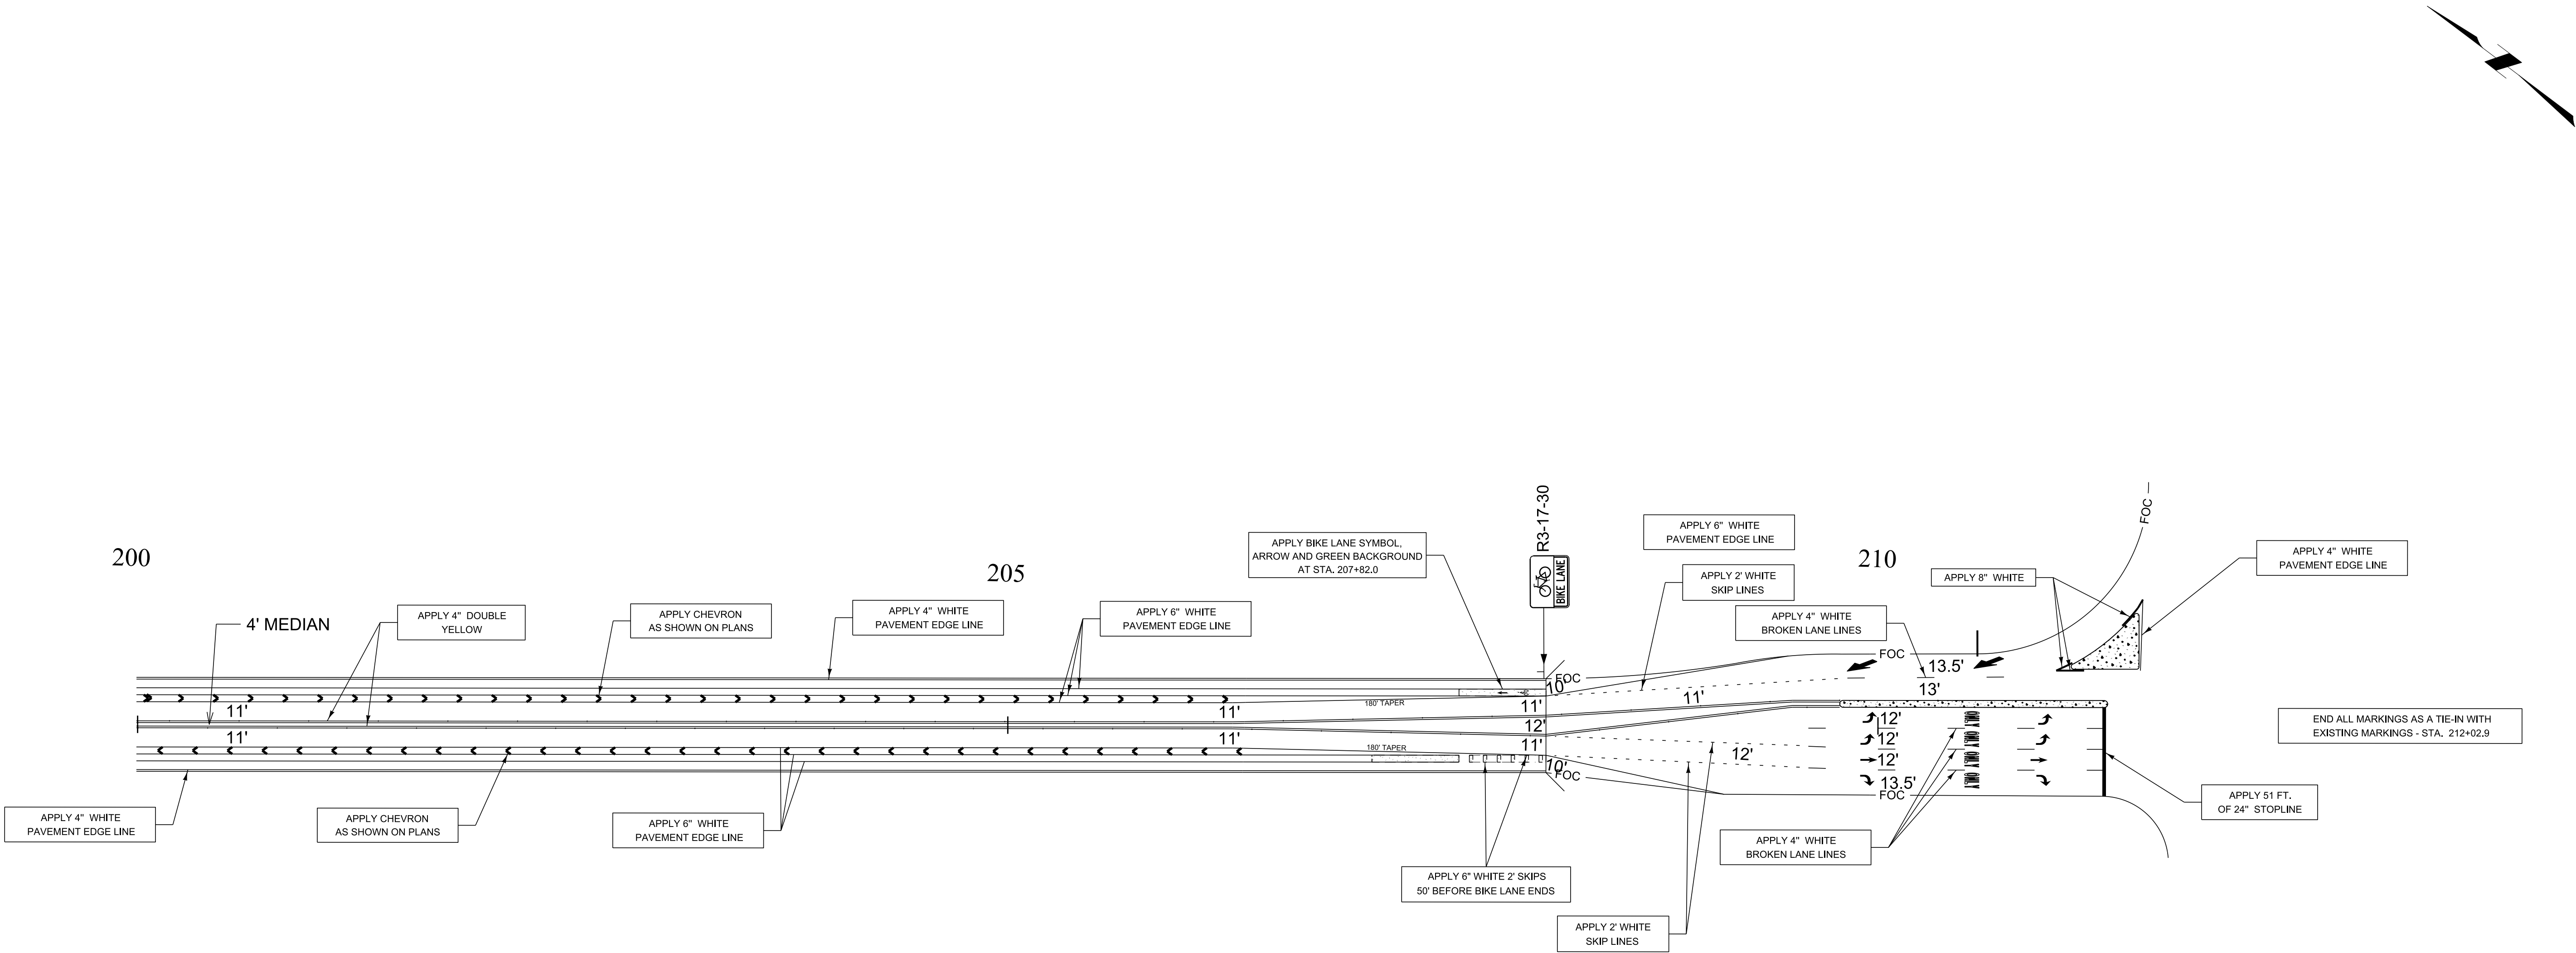 R3-17-30
BIKE LANE
FOC
200
205
210
APPLY BIKE LANE SYMBOL,
ARROW AND GREEN BACKGROUND
AT STA. 207+82.0
APPLY 6" WHITE
PAVEMENT EDGE LINE
APPLY 2' WHITE
SKIP LINES
APPLY 8" WHITE
APPLY 4" WHITE
PAVEMENT EDGE LINE
4' MEDIAN
APPLY 4" DOUBLE
YELLOW
APPLY CHEVRON
AS SHOWN ON PLANS
APPLY 4" WHITE
PAVEMENT EDGE LINE
APPLY 6" WHITE
PAVEMENT EDGE LINE
APPLY 4" WHITE
BROKEN LANE LINES
FOC
FOC
13.5'
10'
13'
11'
11'
180' TAPER
11'
11'
12'
12'
ONLY
END ALL MARKINGS AS A TIE-IN WITH
EXISTING MARKINGS - STA. 212+02.9
11'
11'
180' TAPER
11'
12'
12'
ONLY
12'
ONLY
10'
FOC
13.5'
ONLY
FOC
APPLY 4" WHITE
PAVEMENT EDGE LINE
APPLY CHEVRON
AS SHOWN ON PLANS
APPLY 6" WHITE
PAVEMENT EDGE LINE
APPLY 51 FT.
OF 24" STOPLINE
APPLY 4" WHITE
BROKEN LANE LINES
APPLY 6" WHITE 2' SKIPS
50' BEFORE BIKE LANE ENDS
APPLY 2' WHITE
SKIP LINES